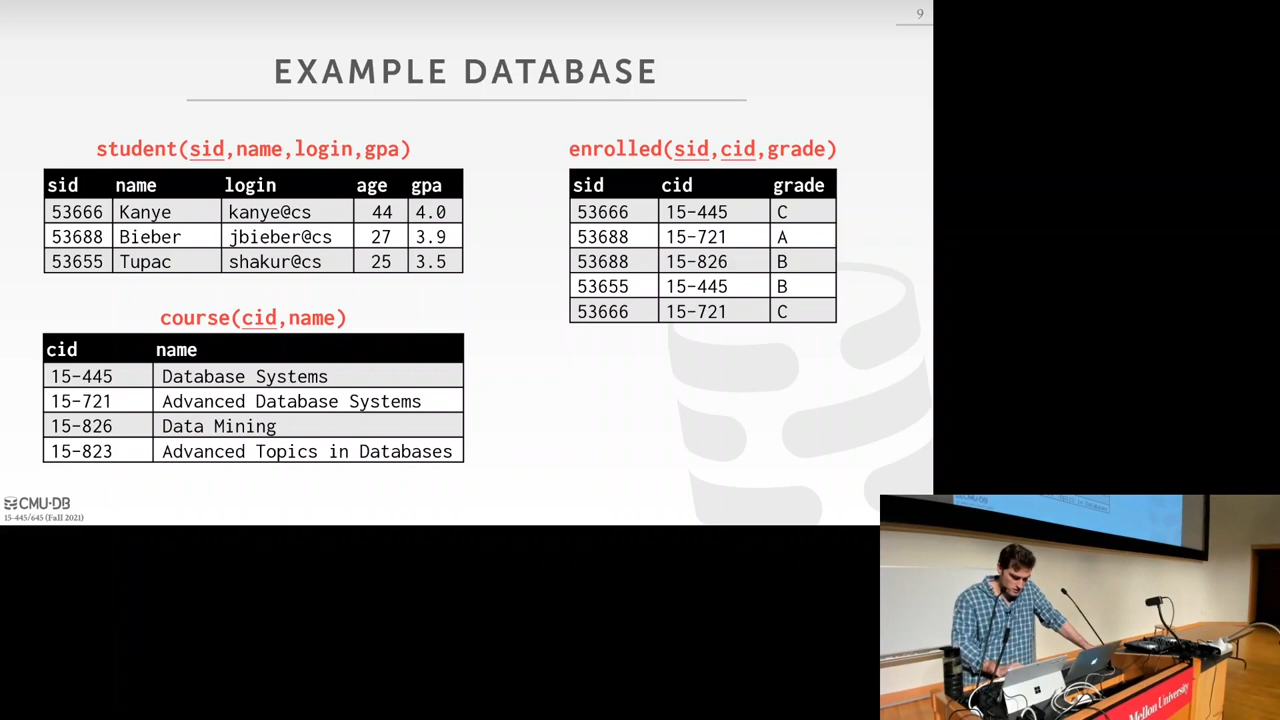 9
EXAMPLE DATABASE
student(sid,name,login,gpa)
sid name login age gpa
53666 Kanye kanye@cs 44 4.0
53688 Bieber jbieber@cs 27 3.9
53655 Tupac shakur@cs 25 3.5
course(cid,name)
cid name
15-445 Database Systems
15-721 Advanced Database Systems
15-826 Data Mining
15-823 Advanced Topics in Databases
enrolled(sid,cid,grade)
sid cid grade
53666 15-445 C
53688 15-721 A
53688 15-826 B
53655 15-445 B
53666 15-721 C
CMU·DB
15-445/645 (Fall 2021)
CMU·DB
Mellon University